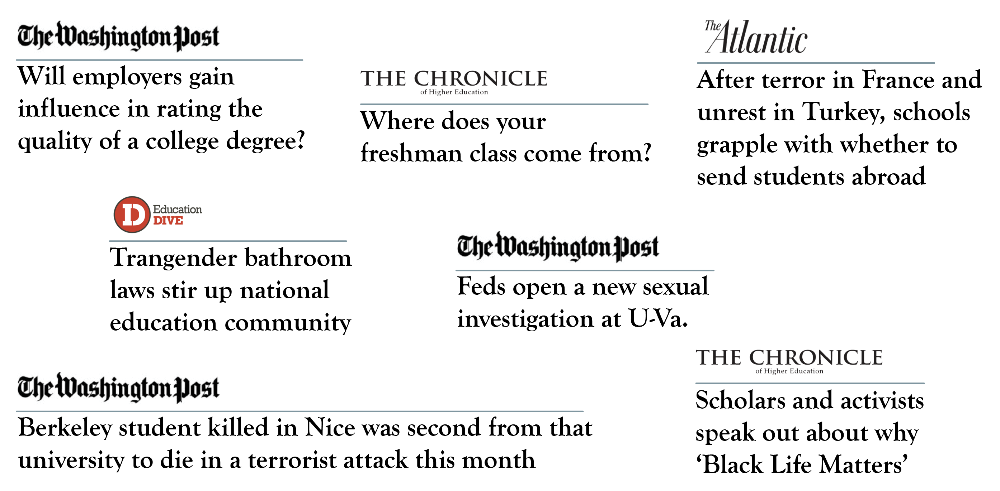 The Washington Post
Will employers gain
influence in rating the
quality of a college degree?
THE CHRONICLE
of Higher Education
Where does your
freshman class come from?
The Atlantic
After terror in France and
unrest in Turkey, schools
grapple with whether to
send students abroad
D
Education
DIVE
Trangender bathroom
laws stir up national
education community
The Washington Post
Feds open a new sexual
investigation at U-Va.
The Washington Post
Berkeley student killed in Nice was second from that
university to die in a terrorist attack this month
THE CHRONICLE
of Higher Education
Scholars and activists
speak out about why
‘Black Life Matters’